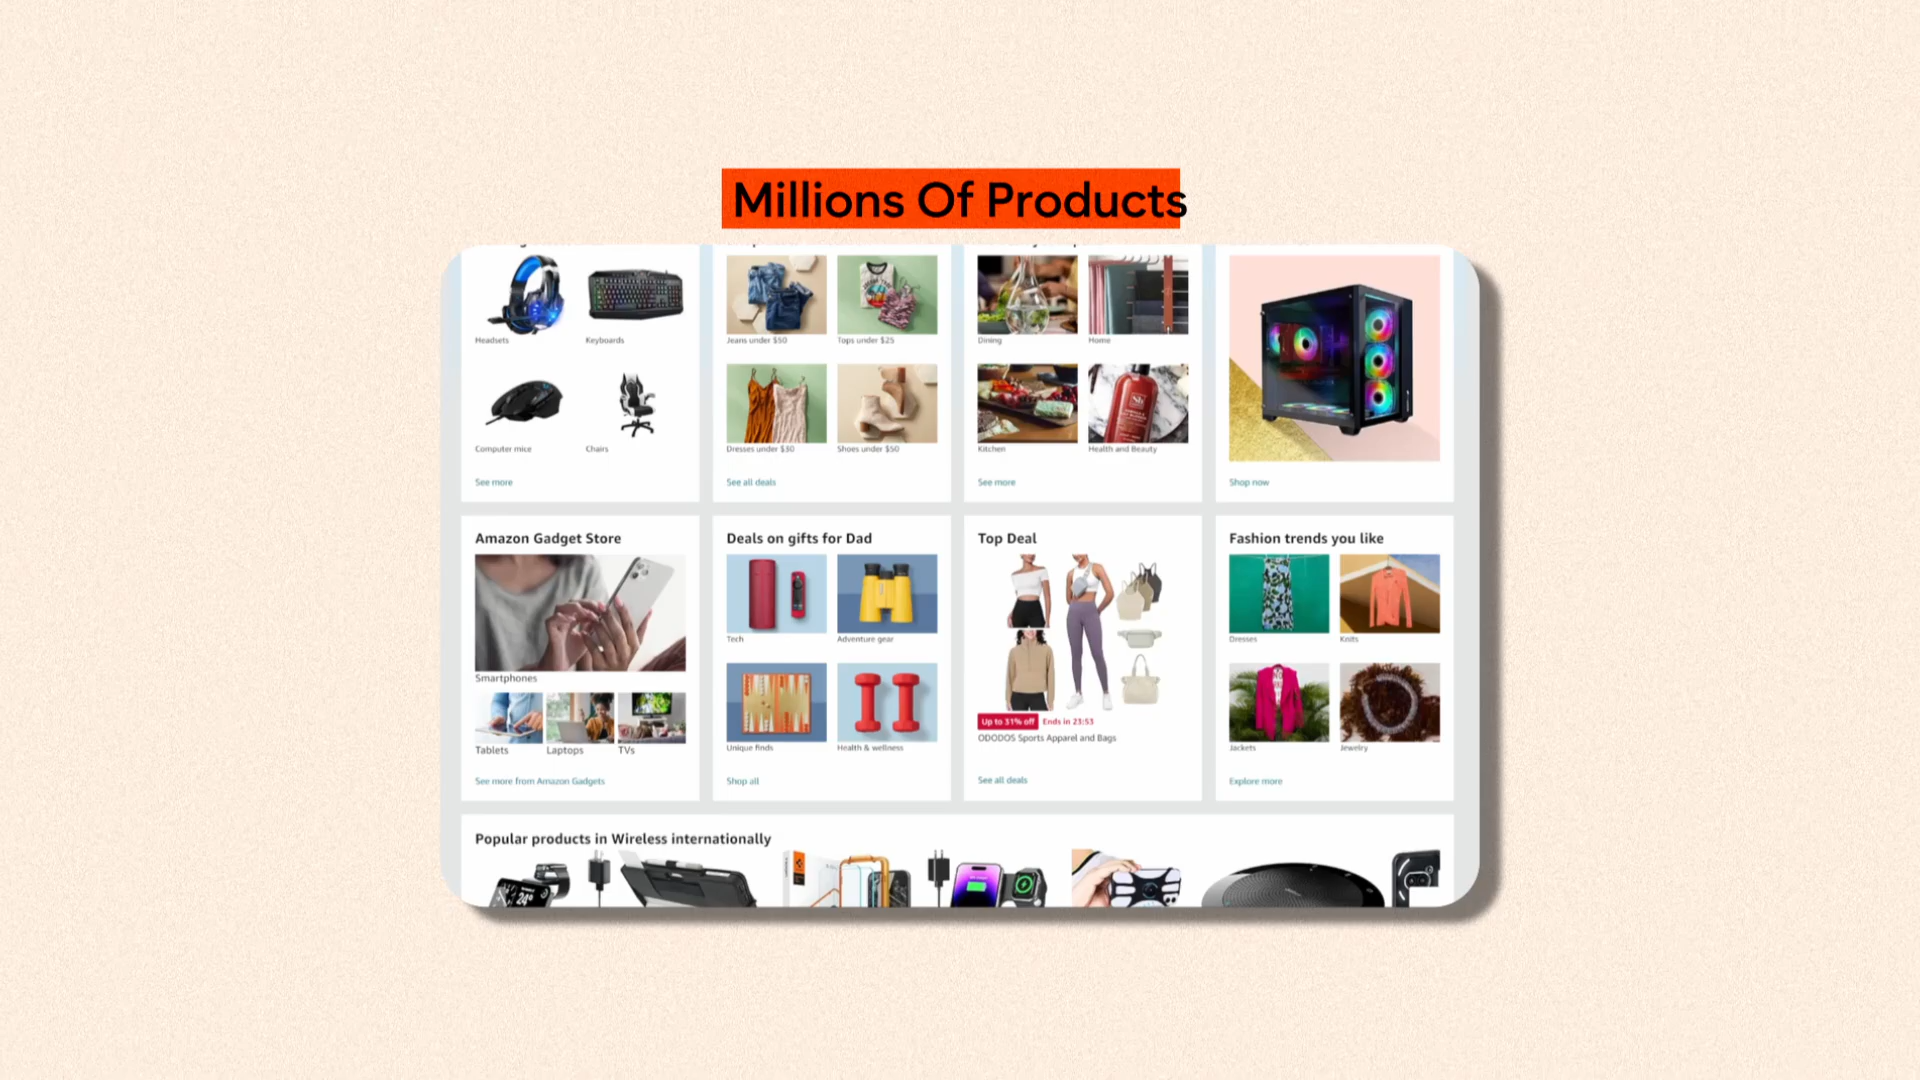 Millions Of Products
Headsets
Keyboards
Computer mice
Chairs
See more
Jeans under $50
Tops under $25
Dresses under $30
Shoes under $50
See all deals
Dining
Home
Kitchen
Health and Beauty
See more
Shop now
Amazon Gadget Store
Smartphones
Tablets
Laptops
TVs
See more from Amazon Gadgets
Deals on gifts for Dad
Tech
Adventure gear
Unique finds
Health & wellness
Shop all
Top Deal
Up to 31% off Ends in 23:53
ODODOS Sports Apparel and Bags
See all deals
Fashion trends you like
Dresses
Knits
Jackets
Jewelry
Explore more
Popular products in Wireless internationally
24°